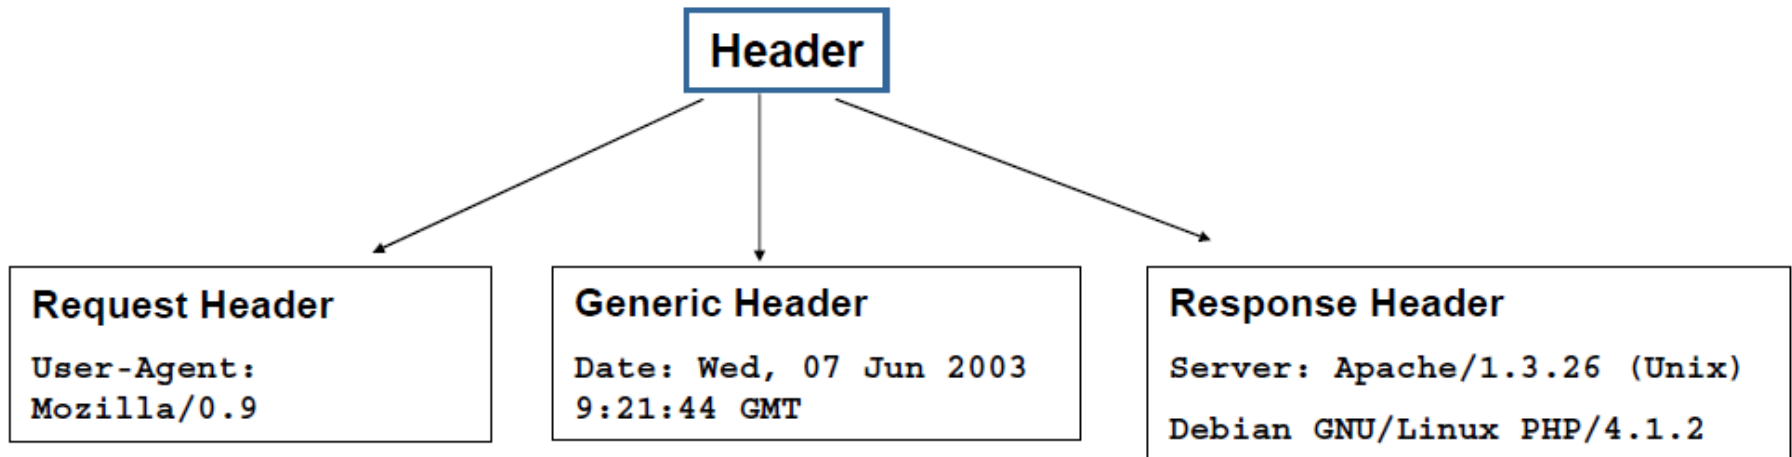 Header
Request Header
User-Agent:
Mozilla/0.9
Generic Header
Date: Wed, 07 Jun 2003
9:21:44 GMT
Response Header
Server: Apache/1.3.26 (Unix)
Debian GNU/Linux PHP/4.1.2